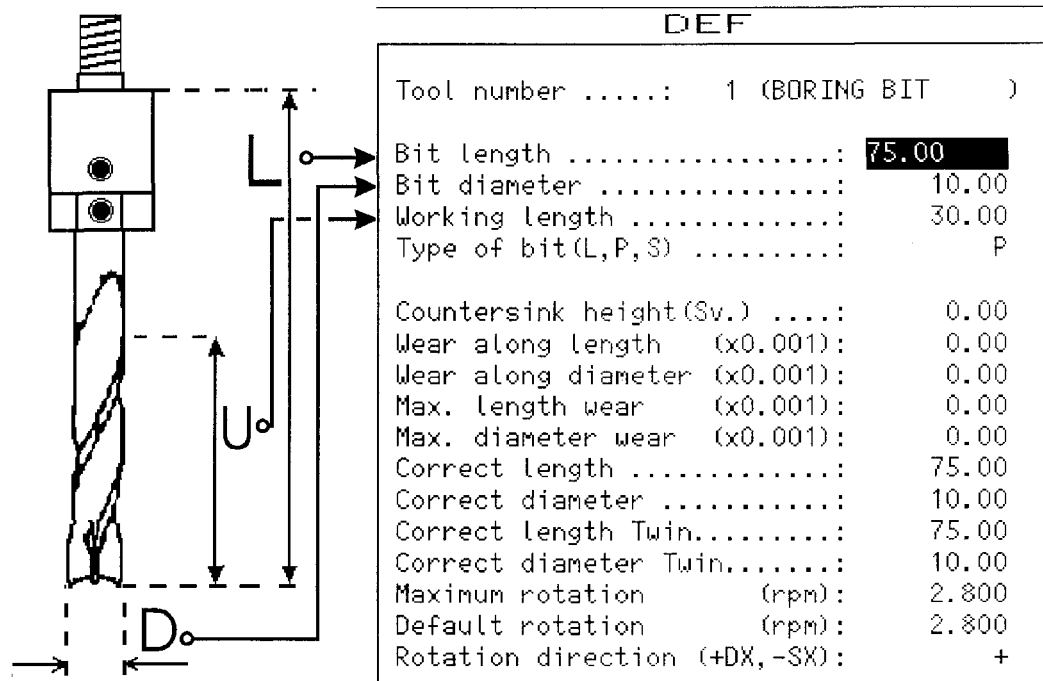 DEF
Tool number .....: 1 (BORING BIT )
L
Bit length .................: 75.00
Bit diameter ...............: 10.00
Working length .............: 30.00
Type of bit(L,P,S) .........: P
Countersink height(Sv.) ....: 0.00
Wear along length (x0.001): 0.00
Wear along diameter (x0.001): 0.00
Max. length wear (x0.001): 0.00
U
Max. diameter wear (x0.001): 0.00
Correct length .............: 75.00
Correct diameter ...........: 10.00
Correct length Twin.........: 75.00
Correct diameter Twin.......: 10.00
Maximum rotation (rpm): 2.800
D
Default rotation (rpm): 2.800
Rotation direction (+DX,-SX): +